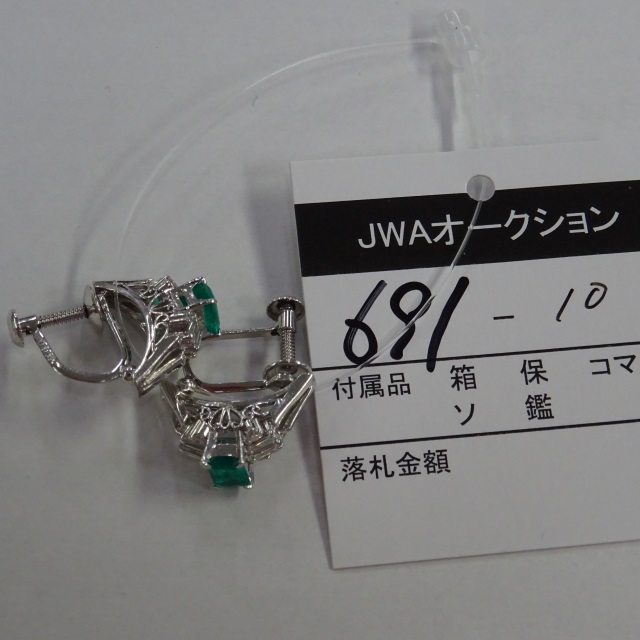 JWAオークション
691 - 10
付属品 箱 保 コマ
ソ 鑑
落札金額